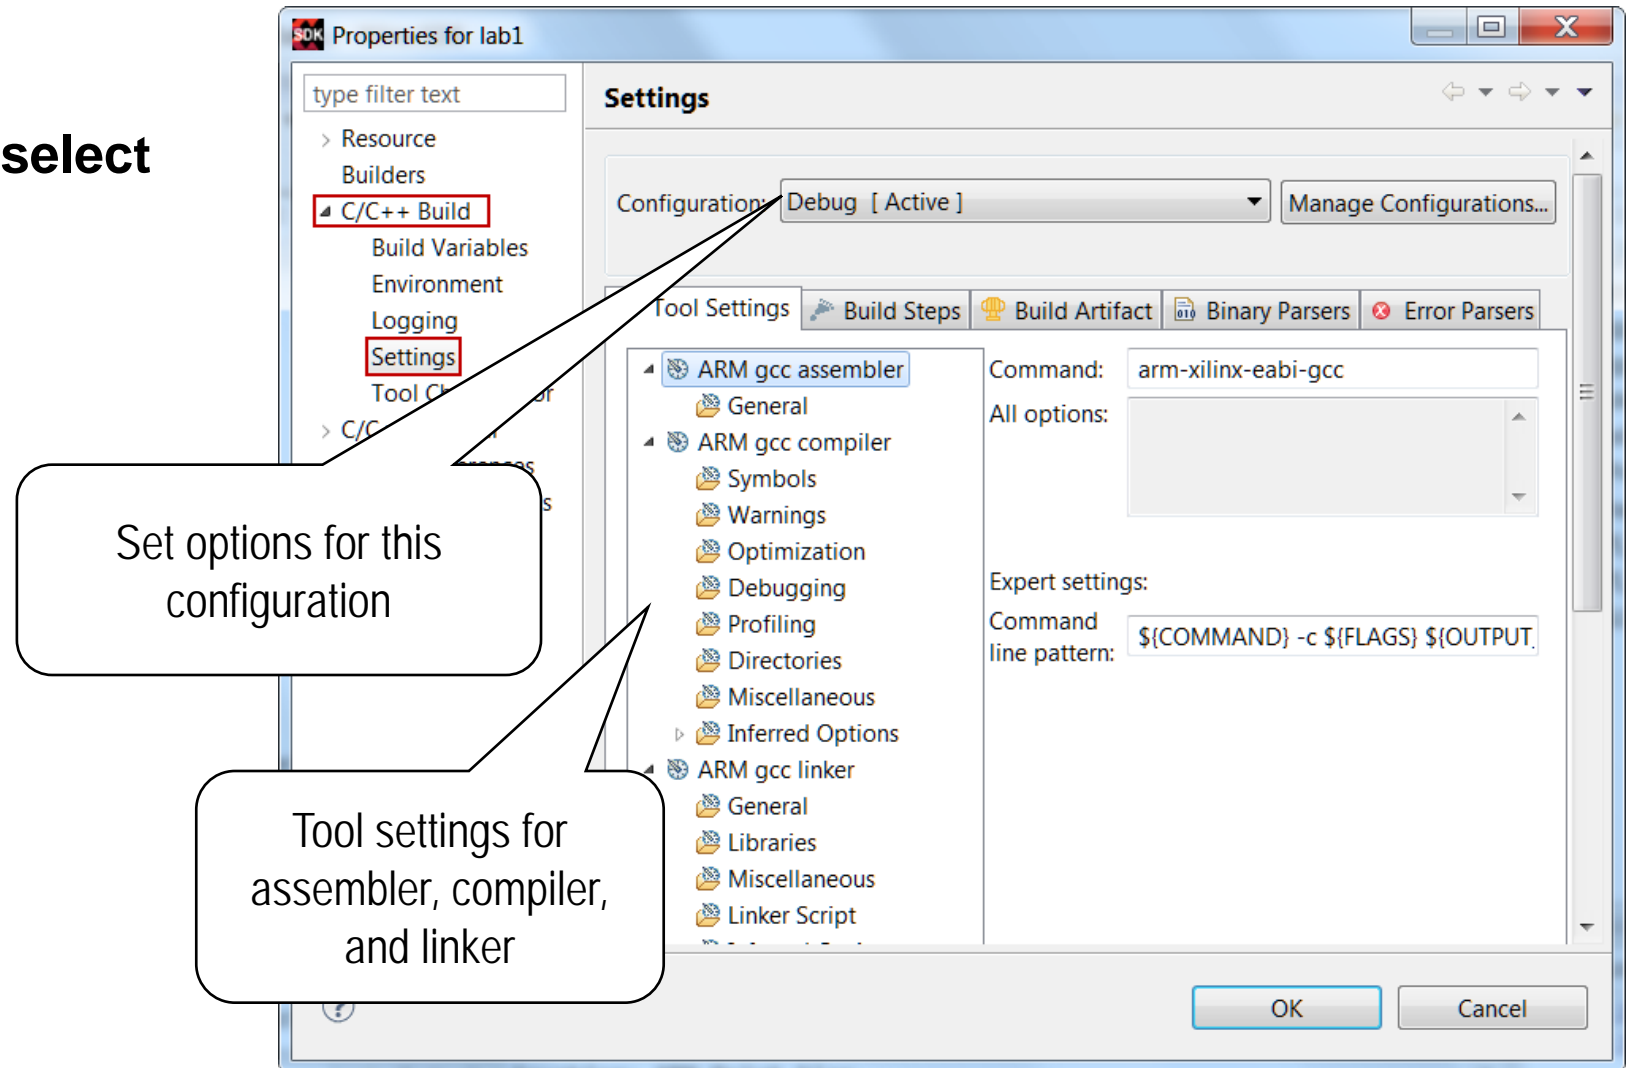 select
SDK Properties for lab1
type filter text
Resource
Builders
C/C++ Build
Build Variables
Environment
Logging
Settings
Settings
Configuration:
Debug [ Active ]
Manage Configurations...
Tool Settings
Build Steps
Build Artifact
Binary Parsers
Error Parsers
ARM gcc assembler
General
ARM gcc compiler
Symbols
Warnings
Optimization
Debugging
Profiling
Directories
Miscellaneous
Inferred Options
ARM gcc linker
General
Libraries
Miscellaneous
Linker Script
Command:
arm-xilinx-eabi-gcc
All options:
Expert settings:
Command
line pattern:
${COMMAND} -c ${FLAGS} ${OUTPUT_
Set options for this
configuration
Tool settings for
assembler, compiler,
and linker
OK
Cancel